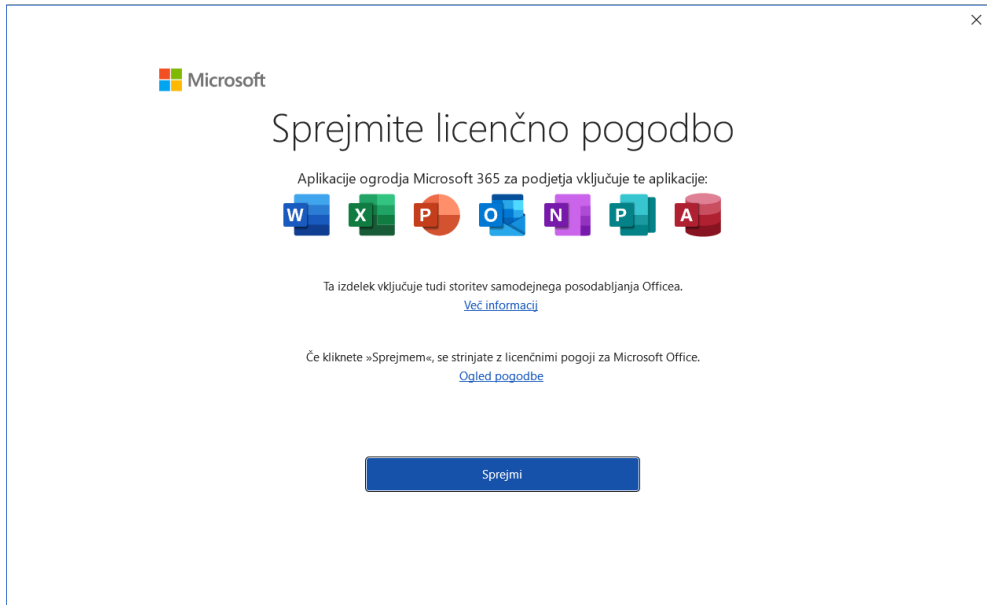 Microsoft
Sprejmite licenčno pogodbo
Aplikacije ogrodja Microsoft 365 za podjetja vključuje te aplikacije:
W X P O N P A
Ta izdelek vključuje tudi storitev samodejnega posodabljanja Officea.
Več informacij
Če kliknete »Sprejmem«, se strinjate z licenčnimi pogoji za Microsoft Office.
Ogled pogodbe
Sprejmi